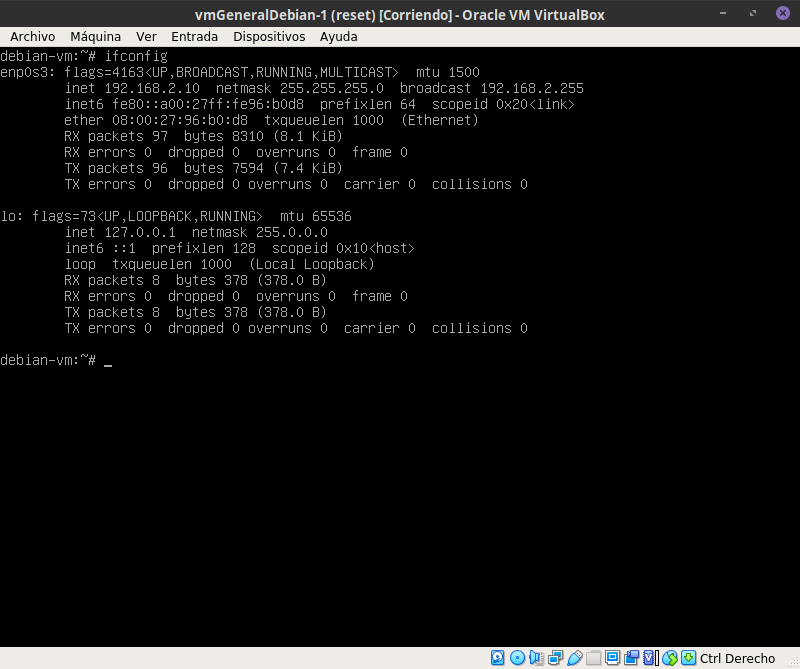 vmGeneralDebian-1 (reset) [Corriendo] - Oracle VM VirtualBox
Archivo Máquina Ver Entrada Dispositivos Ayuda
debian-vm:~# ifconfig
enp0s3: flags=4163<UP,BROADCAST,RUNNING,MULTICAST>  mtu 1500
        inet 192.168.2.10  netmask 255.255.255.0  broadcast 192.168.2.255
        inet6 fe80::a00:27ff:fe96:b0d8  prefixlen 64  scopeid 0x20<link>
        ether 08:00:27:96:b0:d8  txqueuelen 1000  (Ethernet)
        RX packets 97  bytes 8310 (8.1 KiB)
        RX errors 0  dropped 0  overruns 0  frame 0
        TX packets 96  bytes 7594 (7.4 KiB)
        TX errors 0  dropped 0 overruns 0  carrier 0  collisions 0
lo: flags=73<UP,LOOPBACK,RUNNING>  mtu 65536
        inet 127.0.0.1  netmask 255.0.0.0
        inet6 ::1  prefixlen 128  scopeid 0x10<host>
        loop  txqueuelen 1000  (Local Loopback)
        RX packets 8  bytes 378 (378.0 B)
        RX errors 0  dropped 0  overruns 0  frame 0
        TX packets 8  bytes 378 (378.0 B)
        TX errors 0  dropped 0 overruns 0  carrier 0  collisions 0
debian-vm:~# _
Ctrl Derecho